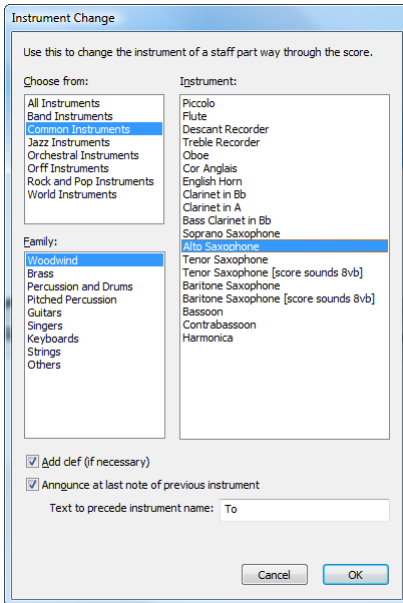 Instrument Change
Use this to change the instrument of a staff part way through the score.
Choose from:
All Instruments
Band Instruments
Common Instruments
Jazz Instruments
Orchestral Instruments
Orff Instruments
Rock and Pop Instruments
World Instruments
Family:
Woodwind
Brass
Percussion and Drums
Pitched Percussion
Guitars
Singers
Keyboards
Strings
Others
Instrument:
Piccolo
Flute
Descant Recorder
Treble Recorder
Oboe
Cor Anglais
English Horn
Clarinet in Bb
Clarinet in A
Bass Clarinet in Bb
Soprano Saxophone
Alto Saxophone
Tenor Saxophone
Tenor Saxophone [score sounds 8vb]
Baritone Saxophone
Baritone Saxophone [score sounds 8vb]
Bassoon
Contrabassoon
Harmonica
Add clef (if necessary)
Announce at last note of previous instrument
Text to precede instrument name: To
Cancel OK